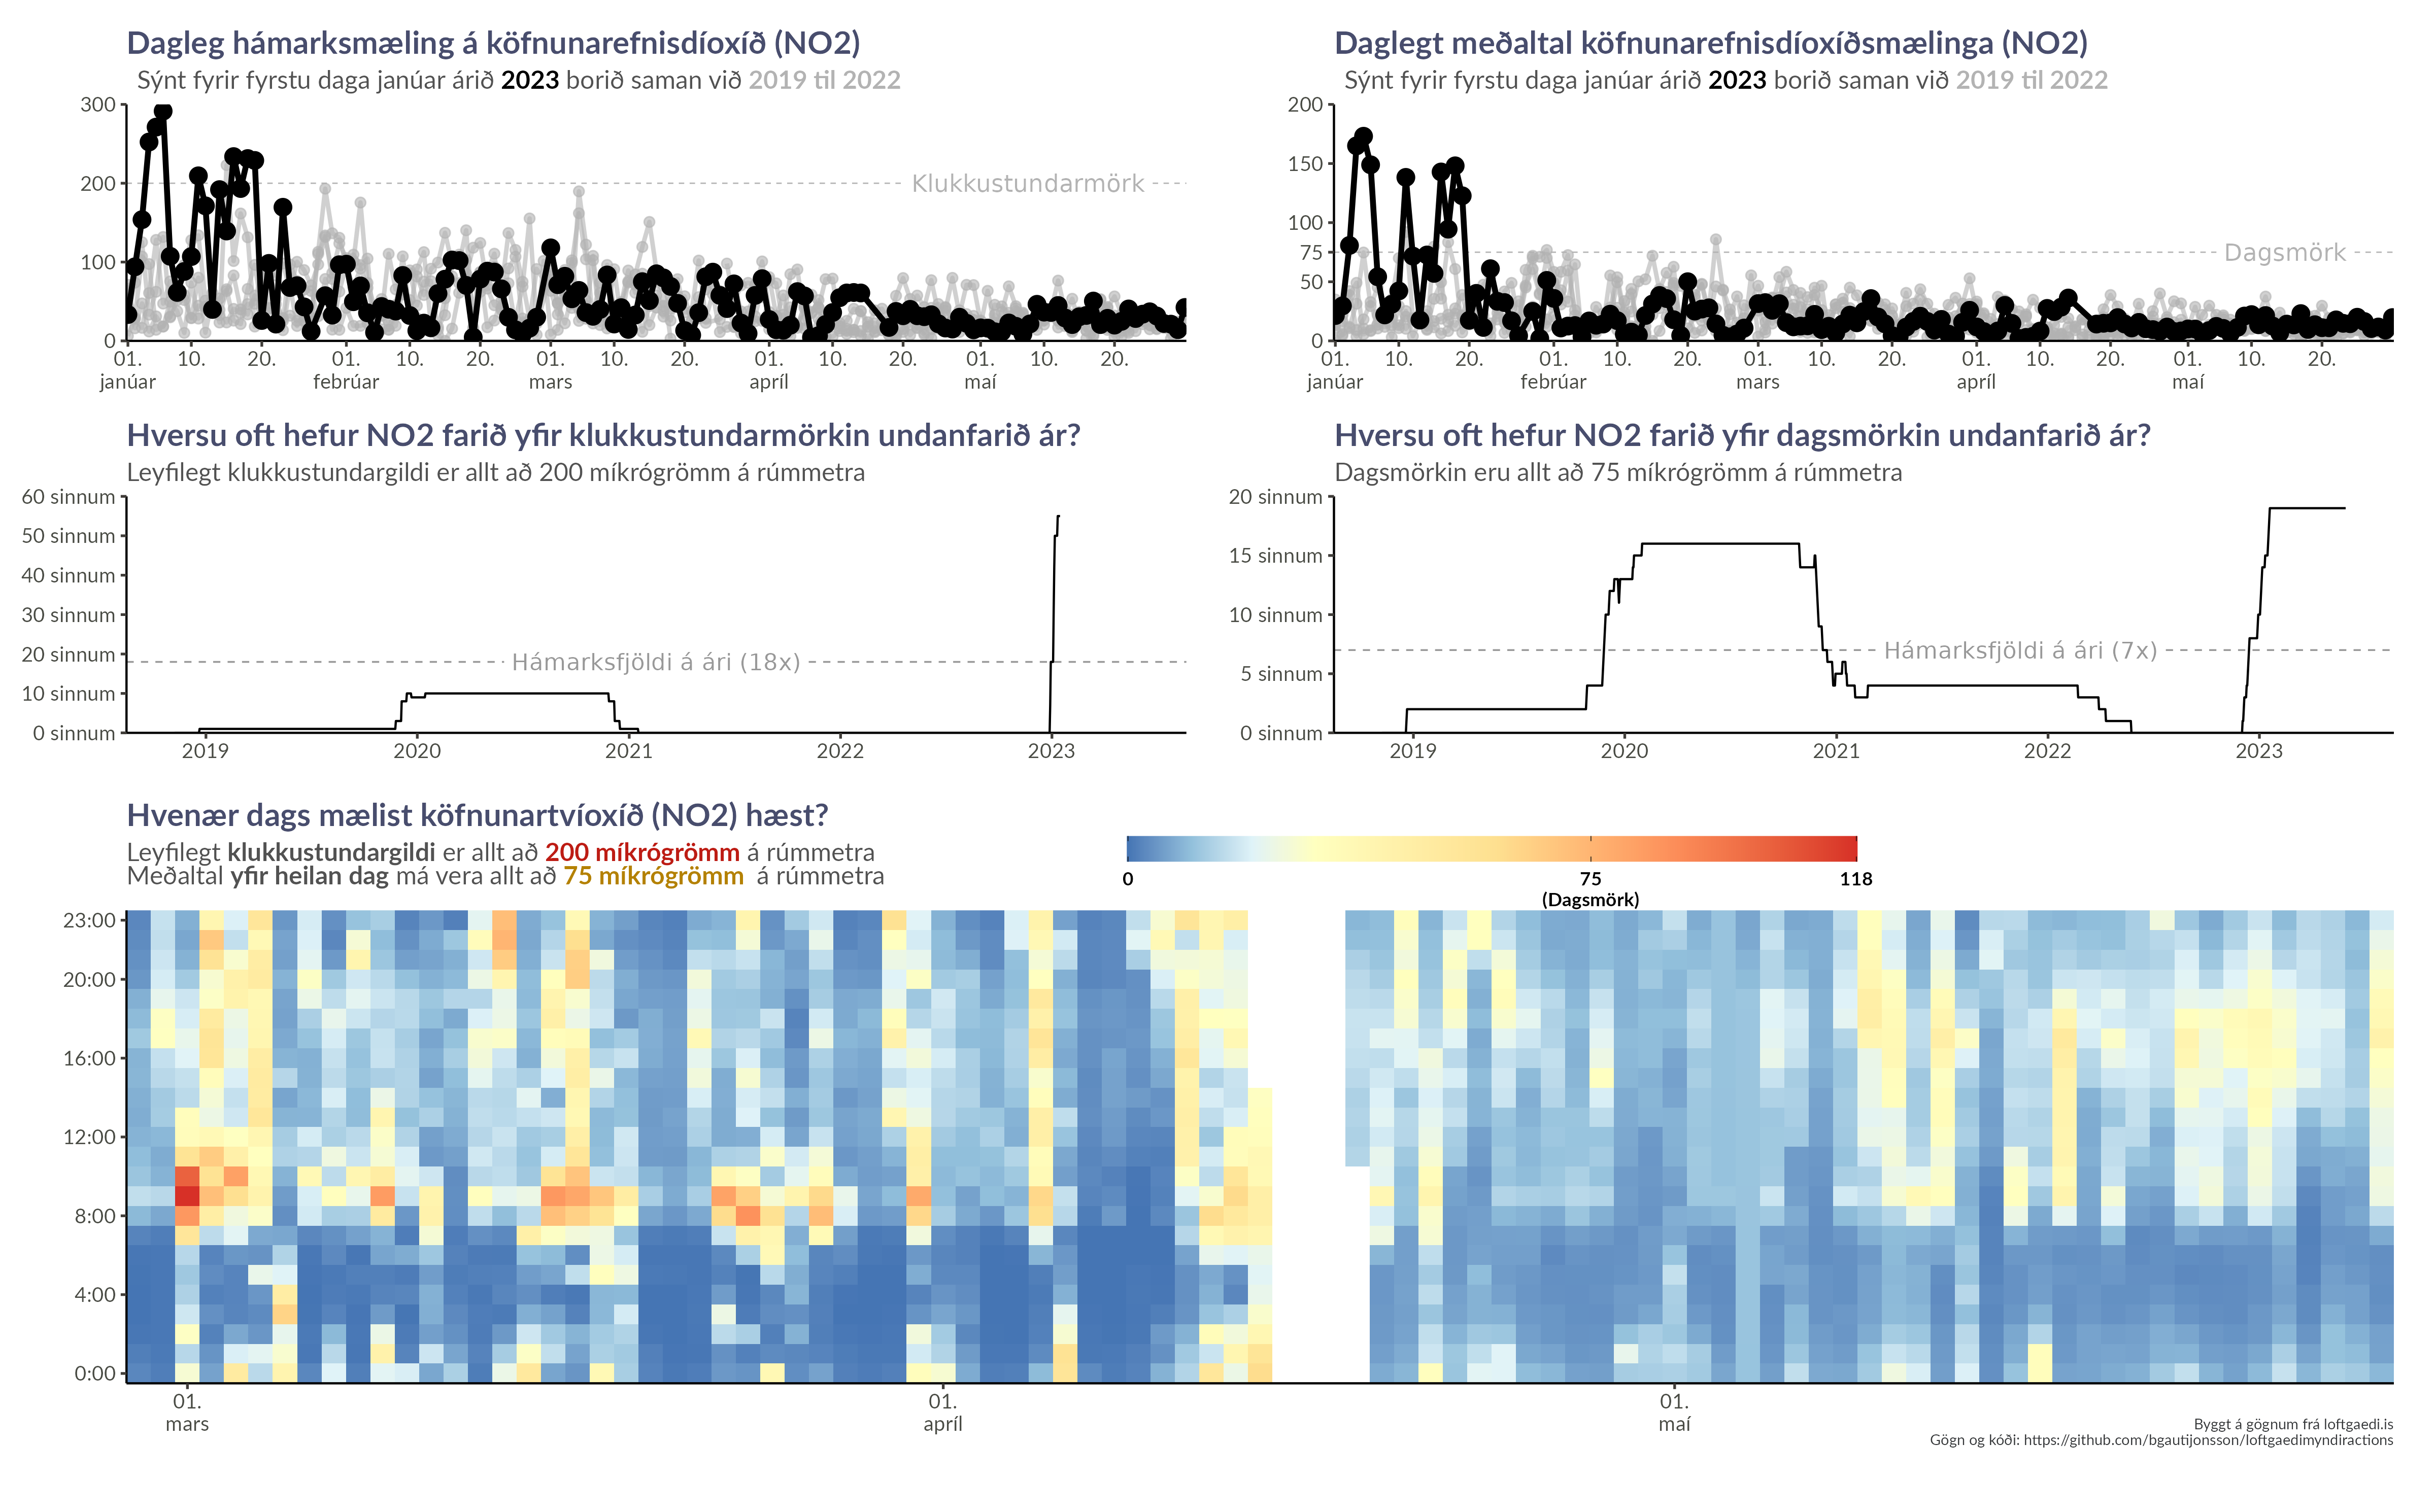 Dagleg hámarksmæling á köfnunarefnisdíoxíð (NO2)
Sýnt fyrir fyrstu daga janúar árið 2023 borið saman við 2019 til 2022
300
200
100
0
Klukkustundarmörk
01. 10. 20. 01. 10. 20. 01. 10. 20. 01. 10. 20. 01. 10. 20.
janúar febrúar mars apríl maí
Daglegt meðaltal köfnunarefnisdíoxíðsmælinga (NO2)
Sýnt fyrir fyrstu daga janúar árið 2023 borið saman við 2019 til 2022
200
150
100
75
50
0
Dagsmörk
01. 10. 20. 01. 10. 20. 01. 10. 20. 01. 10. 20. 01. 10. 20.
janúar febrúar mars apríl maí
Hversu oft hefur NO2 farið yfir klukkustundarmörkin undanfarið ár?
Leyfilegt klukkustundargildi er allt að 200 míkrógrömm á rúmmetra
60 sinnum
50 sinnum
40 sinnum
30 sinnum
20 sinnum
10 sinnum
0 sinnum
Hámarksfjöldi á ári (18x)
2019 2020 2021 2022 2023
Hversu oft hefur NO2 farið yfir dagsmörkin undanfarið ár?
Dagsmörkin eru allt að 75 míkrógrömm á rúmmetra
20 sinnum
15 sinnum
10 sinnum
5 sinnum
0 sinnum
Hámarksfjöldi á ári (7x)
2019 2020 2021 2022 2023
Hvenær dags mælist köfnunartvíoxíð (NO2) hæst?
Leyfilegt klukkustundargildi er allt að 200 míkrógrömm á rúmmetra
Meðaltal yfir heilan dag má vera allt að 75 míkrógrömm á rúmmetra
0 75 118
(Dagsmörk)
23:00
20:00
16:00
12:00
8:00
4:00
0:00
01. 01. 01.
mars apríl maí
Byggt á gögnum frá loftgaedi.is
Gögn og kóði: https://github.com/bgautijonsson/loftgaedimyndiractions